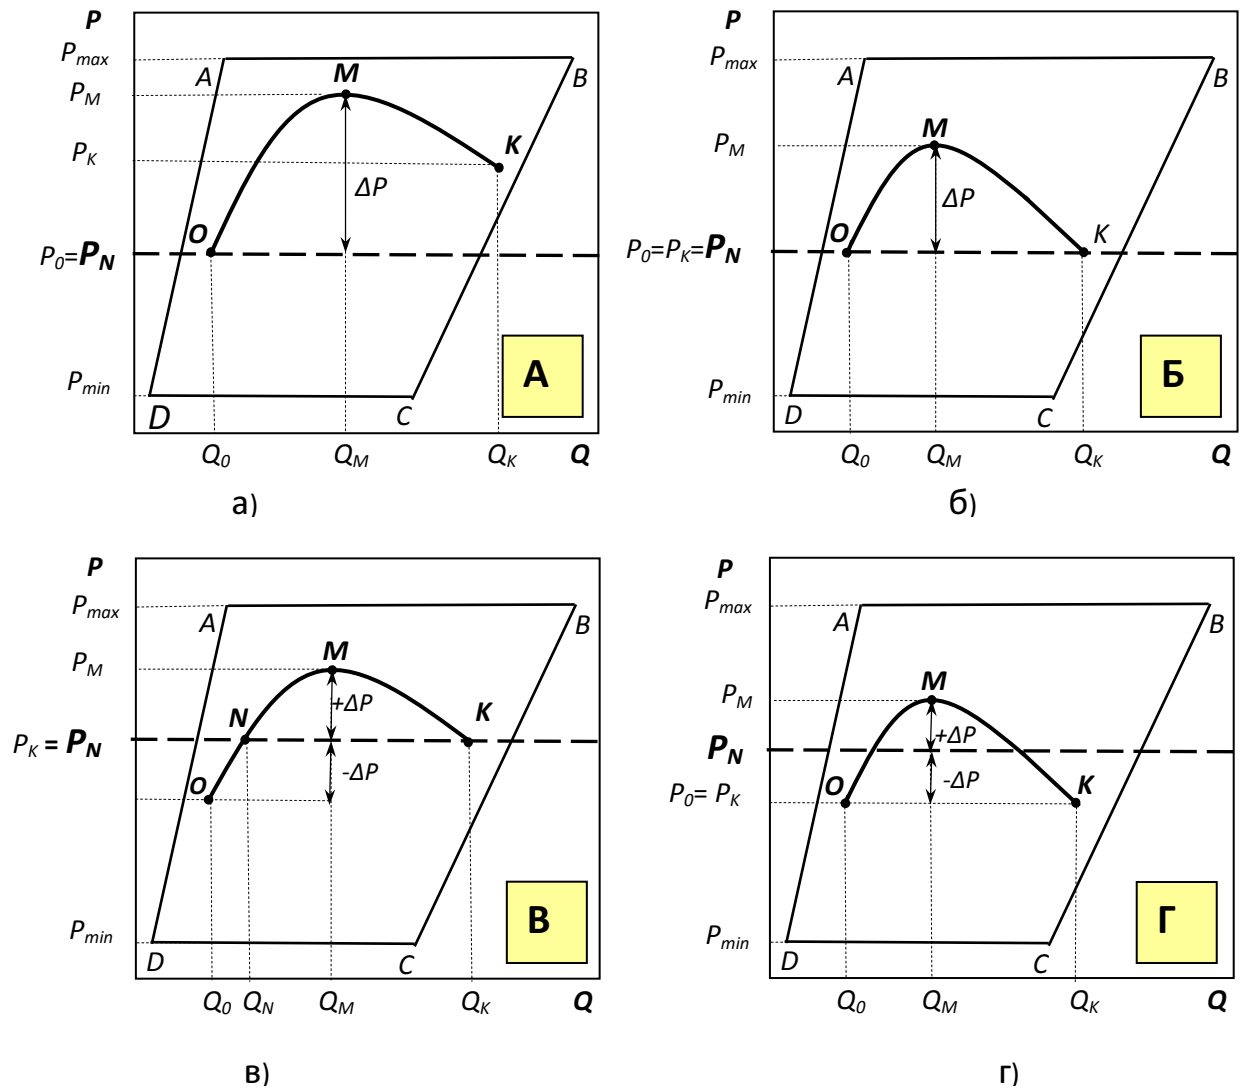 P
P
Pmax
A
B
Pmax
A
B
PM
M
PK
K
ΔP
PM
M
ΔP
O
P0=PN
O
K
P0=PK=PN
А
Б
Pmin
D
C
Pmin
D
C
Q0
QM
QK
Q
Q0
QM
QK
Q
а)
б)
P
P
Pmax
A
B
Pmax
A
B
PM
M
+ΔP
N
K
PK = PN
-ΔP
O
PM
M
+ΔP
PN
-ΔP
P0= PK
O
K
В
Г
Pmin
D
C
Pmin
D
C
Q0
QN
QM
QK
Q
Q0
QM
QK
Q
в)
г)